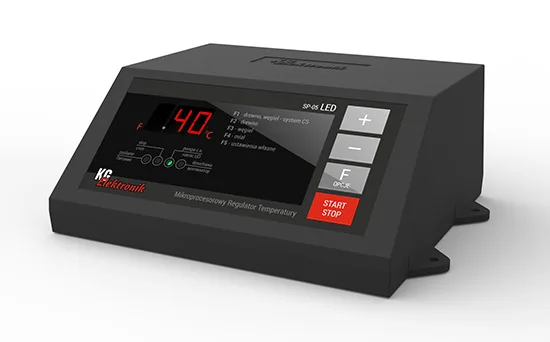 SP-05 LED
F 40°C
F1 - drewno, węgiel - system CS
F2 - drewno
F3 - węgiel
F4 - miał
F5 - ustawienia własne
pompa c.o.
KG
Elektronik
Mikroprocesorowy Regulator Temperatury
+
−
F
OPCJE
START
STOP